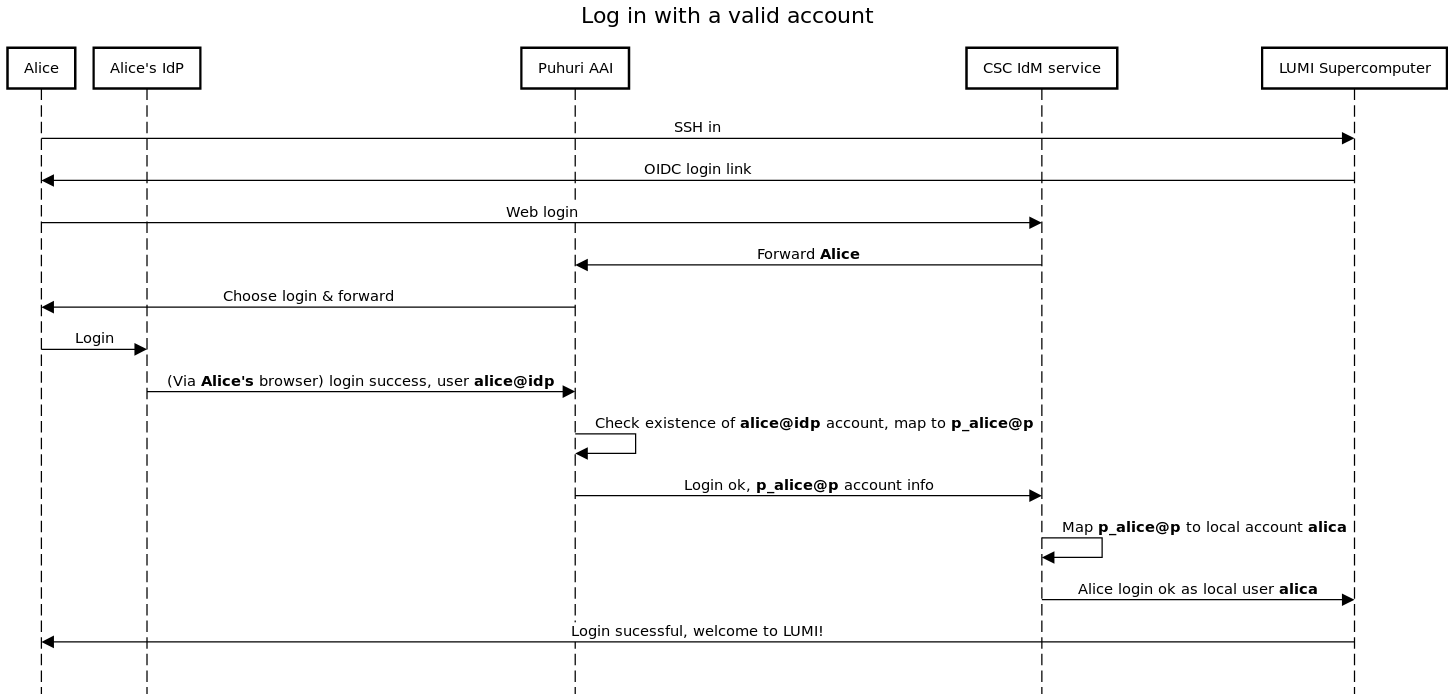 Log in with a valid account
Alice
Alice's IdP
Puhuri AAI
CSC IdM service
LUMI Supercomputer
SSH in
OIDC login link
Web login
Forward Alice
Choose login & forward
Login
(Via Alice's browser) login success, user alice@idp
Check existence of alice@idp account, map to p_alice@p
Login ok, p_alice@p account info
Map p_alice@p to local account alica
Alice login ok as local user alica
Login sucessful, welcome to LUMI!